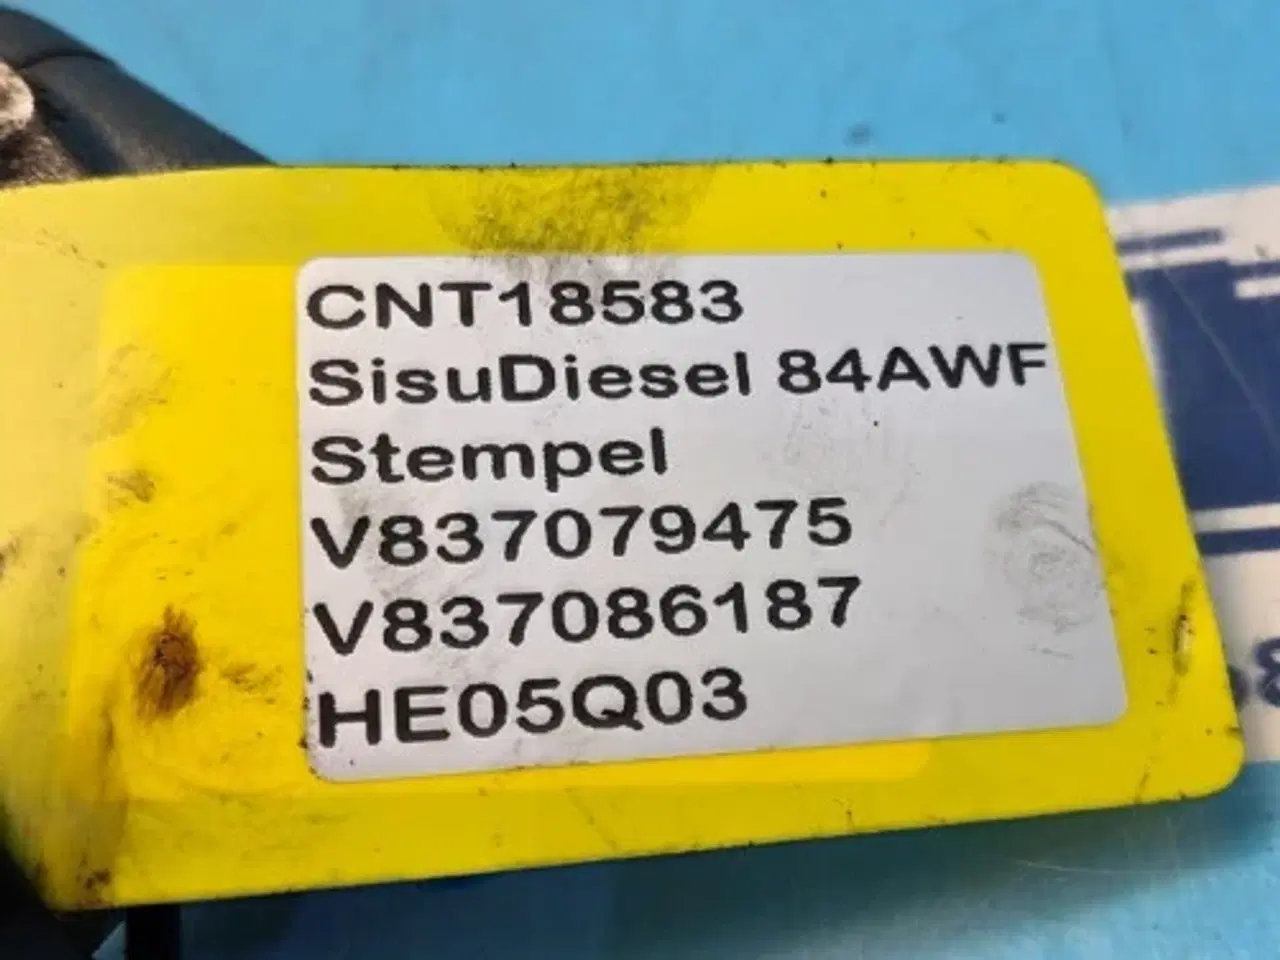 CNT18583
SisuDiesel 84AWF
Stempel
V837079475
V837086187
HE05Q03